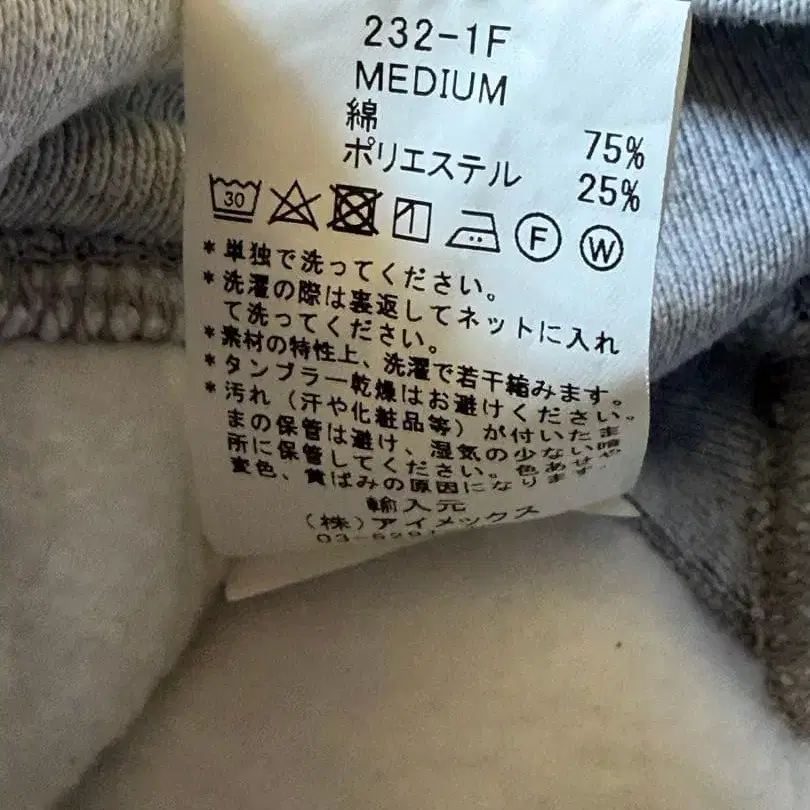 232-1F
MEDIUM
綿 75%
ポリエステル 25%
30
F W
*単独で洗ってください。
*洗濯の際は裏返してネットに入れ
て洗ってください。
*素材の特性上、洗濯で若干縮みます。
*タンブラー乾燥はお避けください。
*汚れ(汗や化粧品等)が付いたま
まの保管は避け、湿気の少ない暗
所に保管してください。色あせや
変色、黄ばみの原因になります。
輸入元
(株)アイメックス
03-